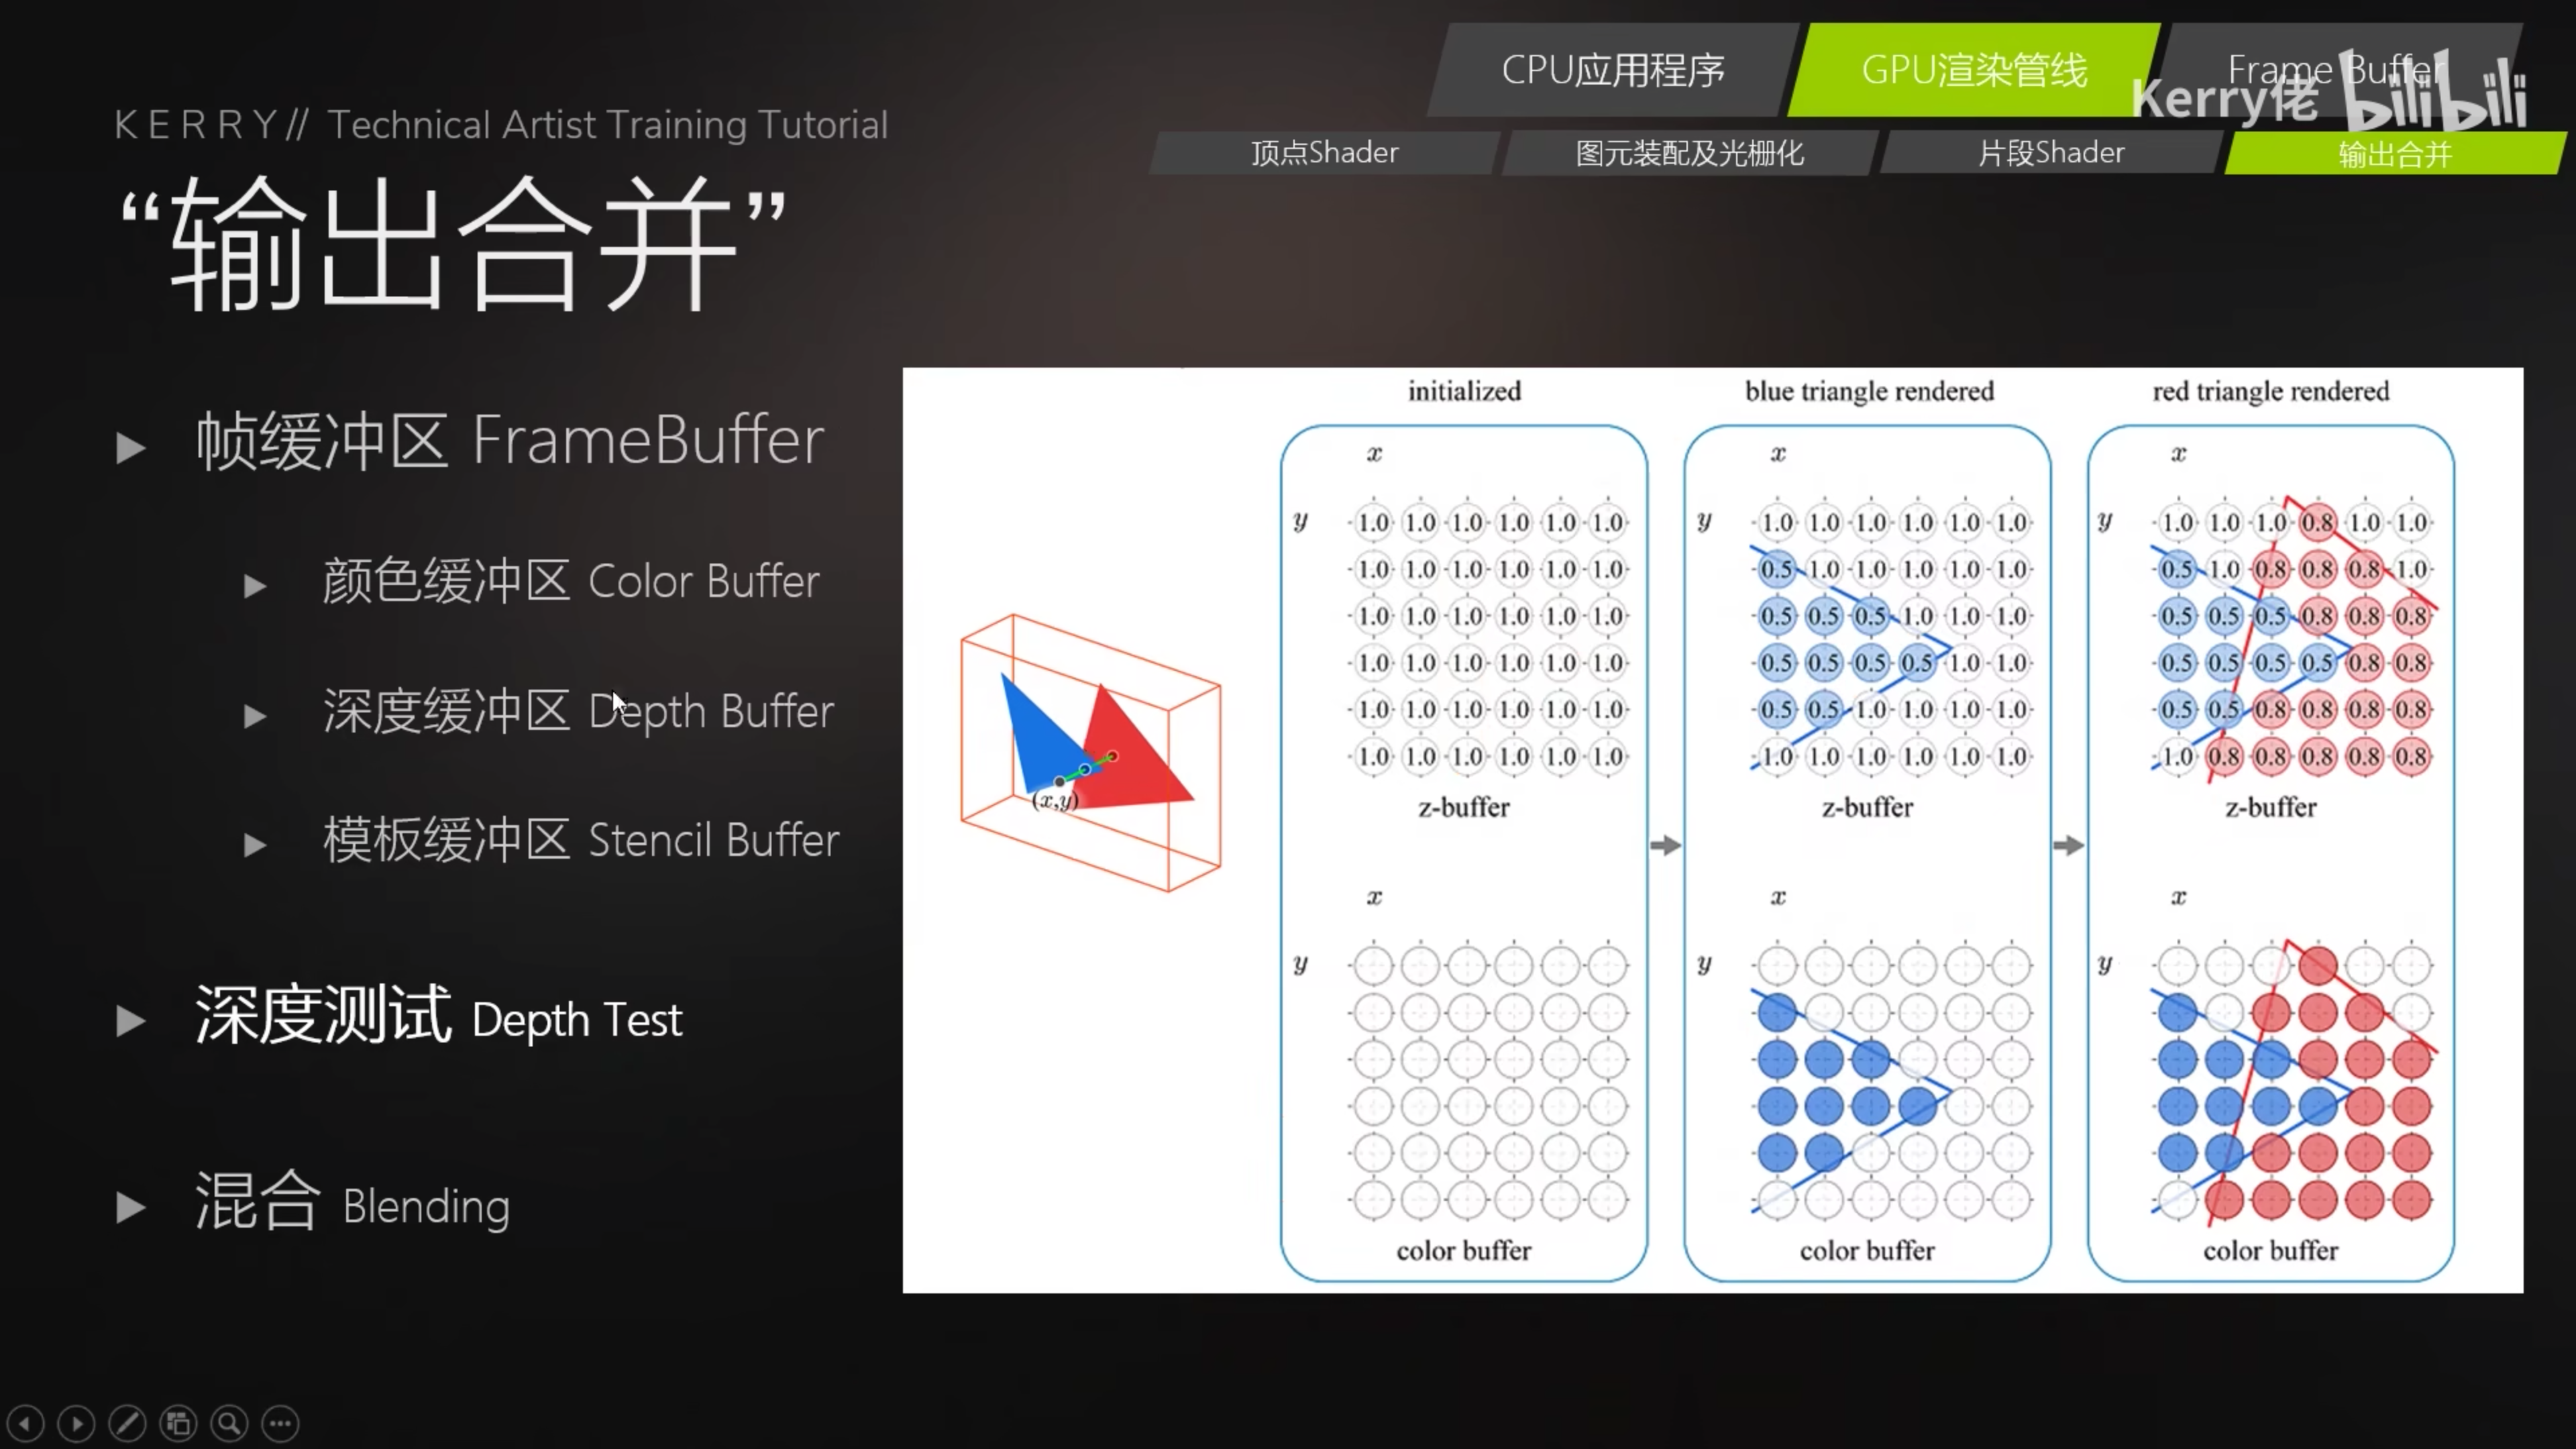 CPU应用程序
GPU渲染管线
Frame Buffer
Kerry佬 bilibili
顶点Shader
图元装配及光栅化
片段Shader
输出合并
KERRY// Technical Artist Training Tutorial
“输出合并”
帧缓冲区 FrameBuffer
颜色缓冲区 Color Buffer
深度缓冲区 Depth Buffer
模板缓冲区 Stencil Buffer
深度测试 Depth Test
混合 Blending
(x,y)
initialized
x
y
1.0 1.0 1.0 1.0 1.0 1.0
1.0 1.0 1.0 1.0 1.0 1.0
1.0 1.0 1.0 1.0 1.0 1.0
1.0 1.0 1.0 1.0 1.0 1.0
1.0 1.0 1.0 1.0 1.0 1.0
1.0 1.0 1.0 1.0 1.0 1.0
z-buffer
x
y
color buffer
blue triangle rendered
x
y
1.0 1.0 1.0 1.0 1.0 1.0
0.5 1.0 1.0 1.0 1.0 1.0
0.5 0.5 0.5 1.0 1.0 1.0
0.5 0.5 0.5 0.5 1.0 1.0
0.5 0.5 1.0 1.0 1.0 1.0
1.0 1.0 1.0 1.0 1.0 1.0
z-buffer
x
y
color buffer
red triangle rendered
x
y
1.0 1.0 1.0 0.8 1.0 1.0
0.5 1.0 0.8 0.8 0.8 1.0
0.5 0.5 0.5 0.8 0.8 0.8
0.5 0.5 0.5 0.5 0.8 0.8
0.5 0.5 0.8 0.8 0.8 0.8
1.0 0.8 0.8 0.8 0.8 0.8
z-buffer
x
y
color buffer